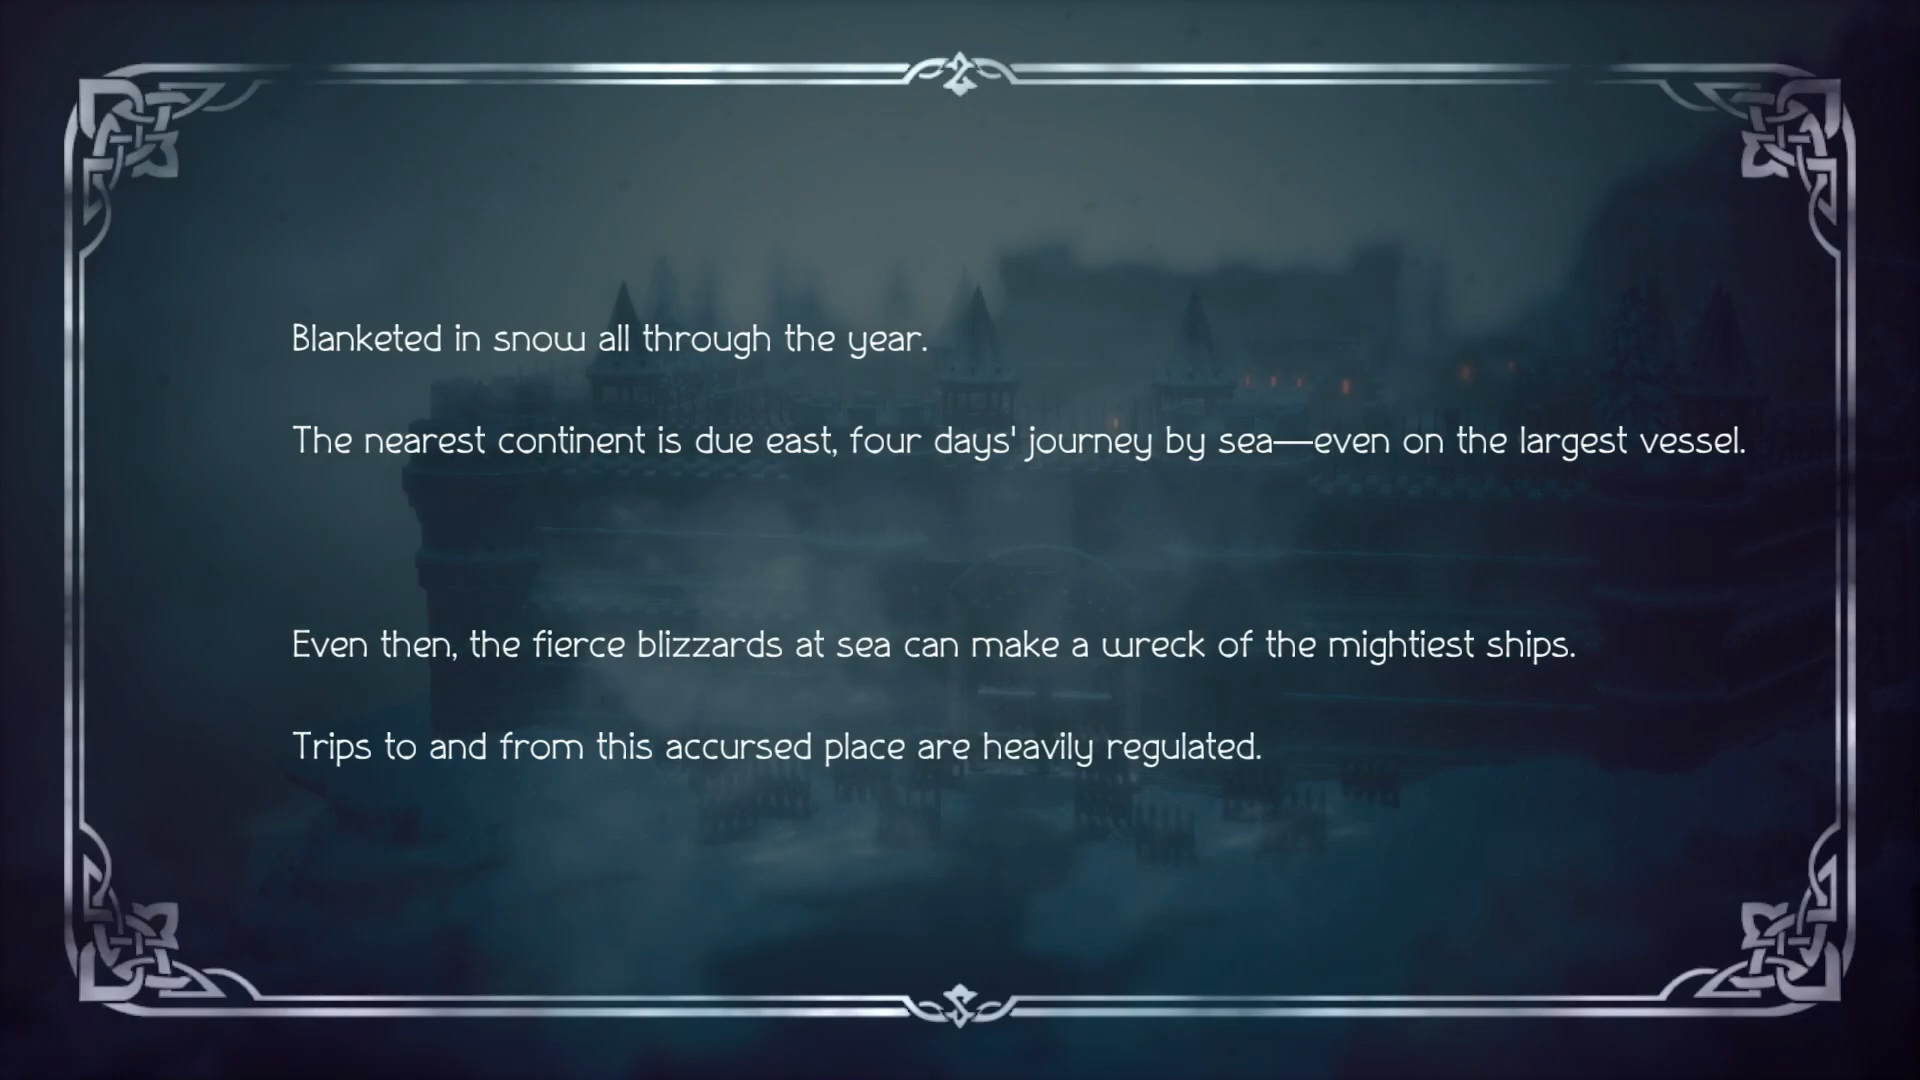 Blanketed in snow all through the year.
The nearest continent is due east, four days' journey by sea—even on the largest vessel.
Even then, the fierce blizzards at sea can make a wreck of the mightiest ships.
Trips to and from this accursed place are heavily regulated.